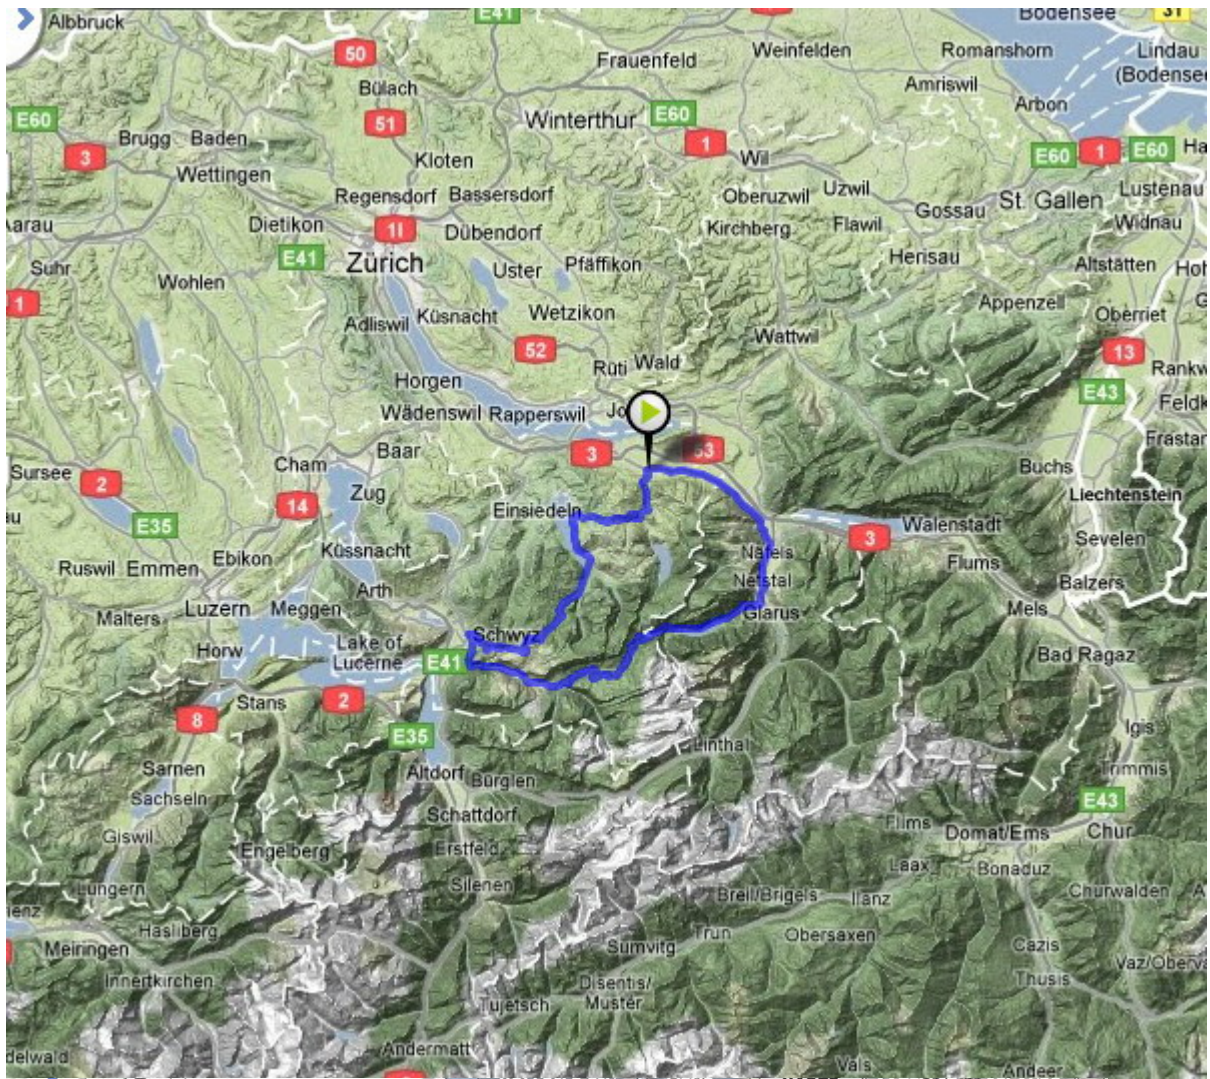 Albbruck
E41
Bodensee
31
50
Frauenfeld
Weinfelden
Romanshorn
Lindau
(Bodensee
Bülach
Amriswil
Arbon
E60
51
Winterthur
E60
1
Brugg
Baden
3
Kloten
Wil
E60
1
E60
Wettingen
Regensdorf
Bassersdorf
Oberuzwil
Uzwil
Gossau
St. Gallen
Lustenau
Dietikon
11
Dübendorf
Kirchberg
Flawil
Widnau
E41
Zürich
Uster
Pfäffikon
Herisau
Altstätten
Suhr
Wohlen
1
Küsnacht
Wetzikon
Appenzell
Oberriet
Adliswil
Wattwil
52
13
Rüti
Wald
Horgen
E43
Wädenswil
Rapperswil
3
Baar
Cham
Sursee
2
Zug
Buchs
14
Einsiedeln
Liechtenstein
E35
Walenstadt
3
Sevelen
Küssnacht
Näfels
Flums
Ebikon
Ruswil
Emmen
Netstal
Balzers
Arth
Malters
Luzern
Meggen
Glarus
Mels
Schwyz
Horw
Lake of
Lucerne
E41
Bad Ragaz
Stans
2
8
E35
Linthal
Igis
Sarnen
Altdorf
Bürglen
Trimmis
Sachseln
Schattdorf
E43
Giswil
Flims
Domat/Ems
Chur
Engelberg
Erstfeld
Laax
Bonaduz
Lungern
Silenen
Breil/Brigels
Ilanz
Churwalden
Hasliberg
Trun
Obersaxen
Meiringen
Sumvitg
Cazis
Innertkirchen
Disentis/
Mustér
Thusis
Tujetsch
Andermatt
Vals
Andeer